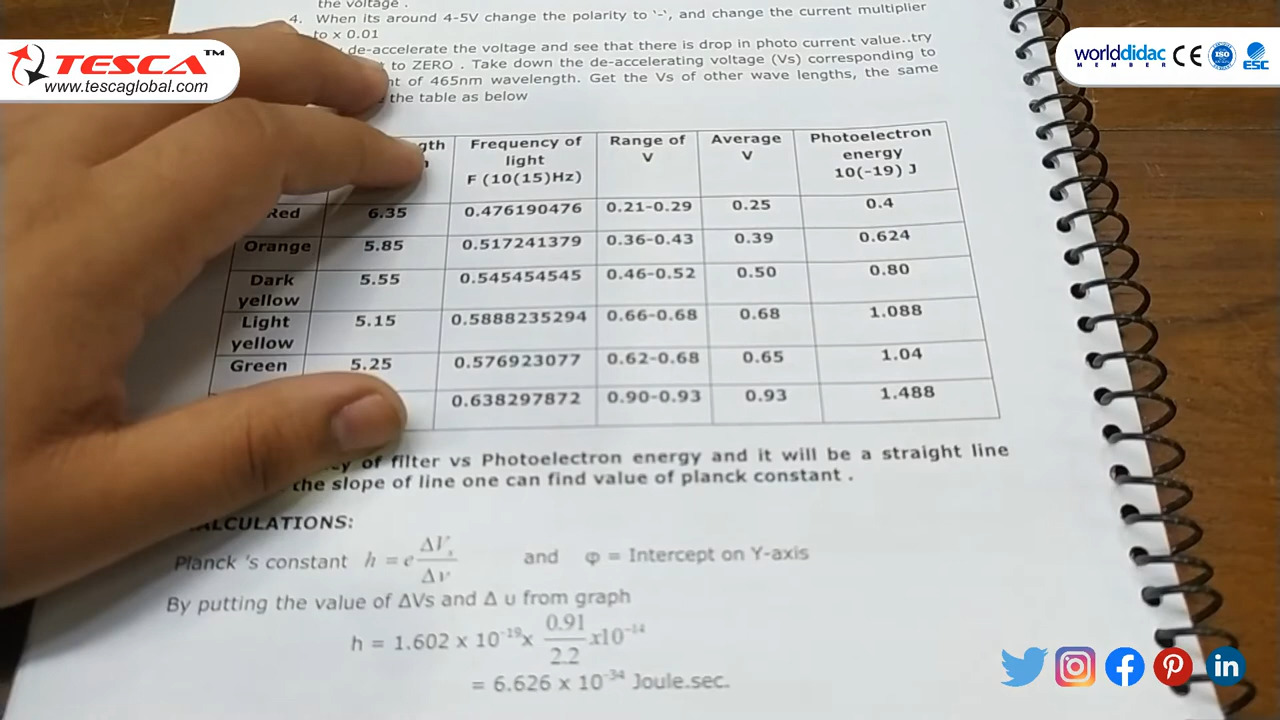 the voltage .
4. When its around 4-5V change the polarity to '-', and change the current multiplier
to x 0.01
de-accelerate the voltage and see that there is drop in photo current value..try
to ZERO . Take down the de-accelerating voltage (Vs) corresponding to
of 465nm wavelength. Get the Vs of other wave lengths, the same
the table as below
TESCA™
www.tescaglobal.com
worlddidac
MEMBER
CE
ISO
ESC
Frequency of light F (10(15)Hz) Range of V Average V Photoelectron energy 10(-19) J
Red 6.35 0.476190476 0.21-0.29 0.25 0.4
Orange 5.85 0.517241379 0.36-0.43 0.39 0.624
Dark yellow 5.55 0.545454545 0.46-0.52 0.50 0.80
Light yellow 5.15 0.5888235294 0.66-0.68 0.68 1.088
Green 5.25 0.576923077 0.62-0.68 0.65 1.04
0.638297872 0.90-0.93 0.93 1.488
of filter vs Photoelectron energy and it will be a straight line
the slope of line one can find value of planck constant .
CALCULATIONS:
Planck 's constant h = e ΔVs / Δν and φ = Intercept on Y-axis
By putting the value of ΔVs and Δ υ from graph
h = 1.602 x 10⁻¹⁹x 0.91 / 2.2 x10⁻¹⁴
= 6.626 x 10⁻³⁴ Joule.sec.
in